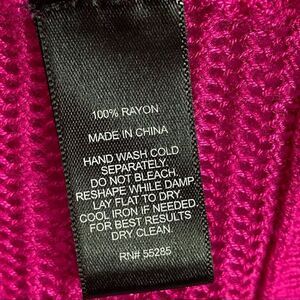 100% RAYON
MADE IN CHINA
HAND WASH COLD
SEPARATELY.
DO NOT BLEACH.
RESHAPE WHILE DAMP.
LAY FLAT TO DRY.
COOL IRON IF NEEDED.
FOR BEST RESULTS
DRY CLEAN.
RN# 55285